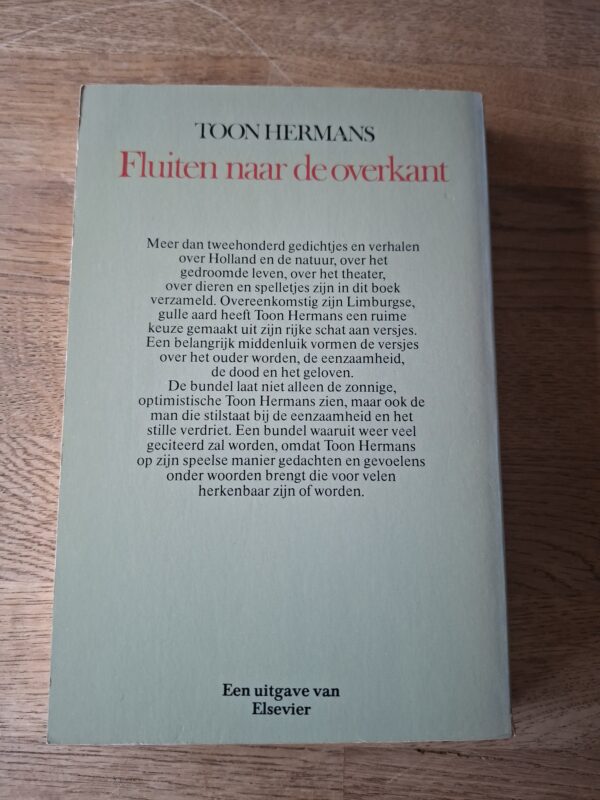 TOON HERMANS
Fluiten naar de overkant
Meer dan tweehonderd gedichtjes en verhalen
over Holland en de natuur, over het
gedroomde leven, over het theater,
over dieren en spelletjes zijn in dit boek
verzameld. Overeenkomstig zijn Limburgse,
gulle aard heeft Toon Hermans een ruime
keuze gemaakt uit zijn rijke schat aan versjes.
Een belangrijk middenluik vormen de versjes
over het ouder worden, de eenzaamheid,
de dood en het geloven.
De bundel laat niet alleen de zonnige,
optimistische Toon Hermans zien, maar ook de
man die stilstaat bij de eenzaamheid en het
stille verdriet. Een bundel waaruit weer veel
geciteerd zal worden, omdat Toon Hermans
op zijn speelse manier gedachten en gevoelens
onder woorden brengt die voor velen
herkenbaar zijn of worden.
Een uitgave van
Elsevier